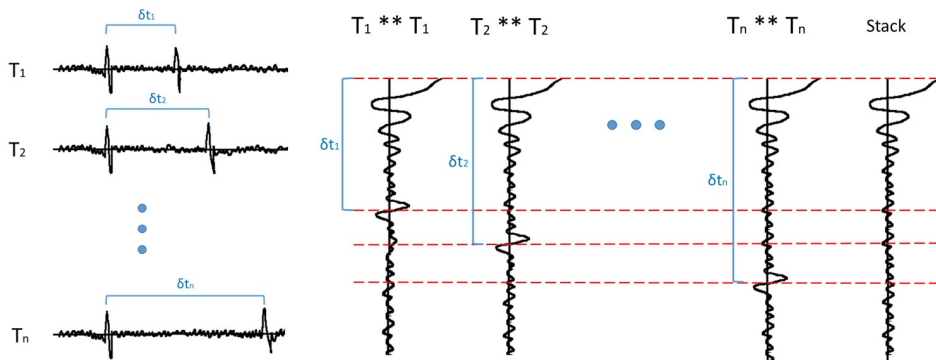 δt₁
T₁
δt₂
T₂
δtₙ
Tₙ
T₁ ** T₁
T₂ ** T₂
Tₙ ** Tₙ
Stack
δt₁
δt₂
δtₙ